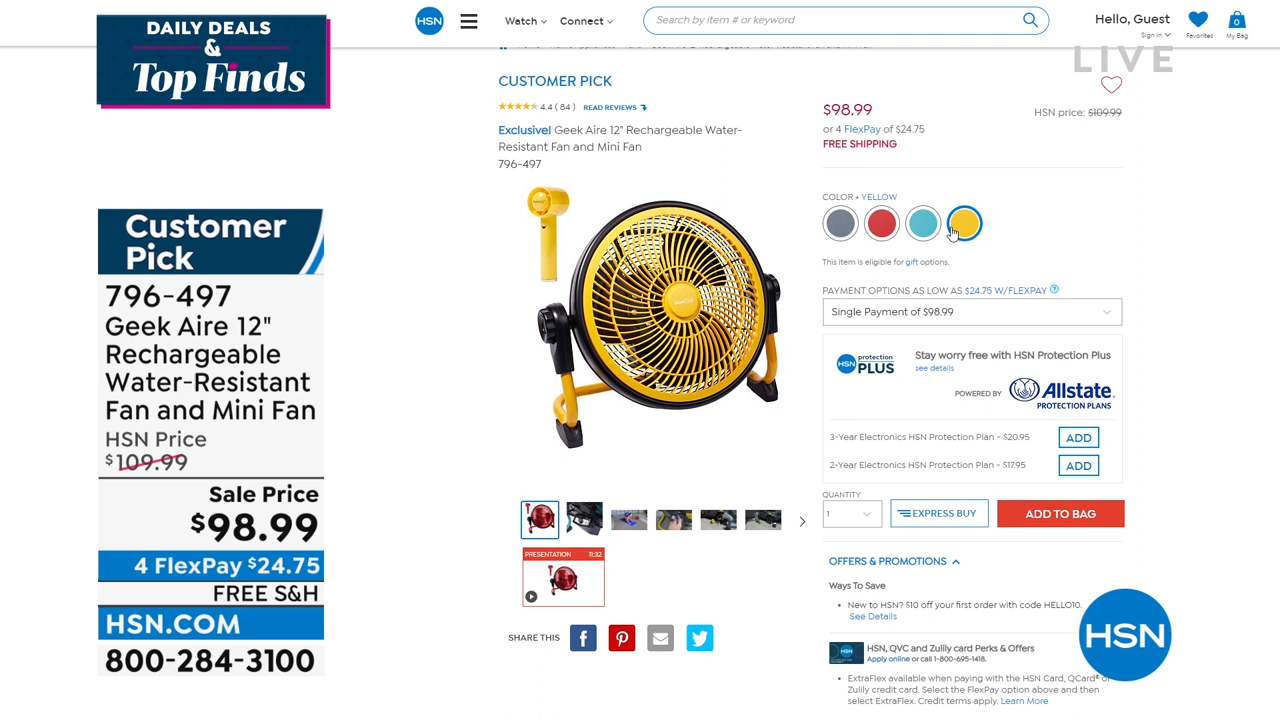 DAILY DEALS
&
Top Finds
HSN
Watch
Connect
Search by item # or keyword
Hello, Guest
Sign in
Favorites
0
My Bag
LIVE
CUSTOMER PICK
4.4 ( 84 ) READ REVIEWS
Exclusive! Geek Aire 12" Rechargeable Water-
Resistant Fan and Mini Fan
796-497
$98.99
HSN price: $109.99
or 4 FlexPay of $24.75
FREE SHIPPING
COLOR • YELLOW
This item is eligible for gift options.
PAYMENT OPTIONS AS LOW AS $24.75 W/FLEXPAY ?
Single Payment of $98.99
HSN protection PLUS
Stay worry free with HSN Protection Plus
see details
POWERED BY Allstate.
PROTECTION PLANS
3-Year Electronics HSN Protection Plan - $20.95 ADD
2-Year Electronics HSN Protection Plan - $17.95 ADD
QUANTITY
1
EXPRESS BUY
ADD TO BAG
OFFERS & PROMOTIONS
Ways To Save
• New to HSN? $10 off your first order with code HELLO10.
See Details
HSN, QVC and Zulily card Perks & Offers
Apply online or call 1-800-695-1418.
• ExtraFlex available when paying with the HSN Card, QCard® or
Zulily credit card. Select the FlexPay option above and then
select ExtraFlex. Credit terms apply. Learn More
PRESENTATION 11:32
SHARE THIS
Customer
Pick
796-497
Geek Aire 12"
Rechargeable
Water-Resistant
Fan and Mini Fan
HSN Price
$109.99
Sale Price
$98.99
4 FlexPay $24.75
FREE S&H
HSN.COM
800-284-3100
HSN